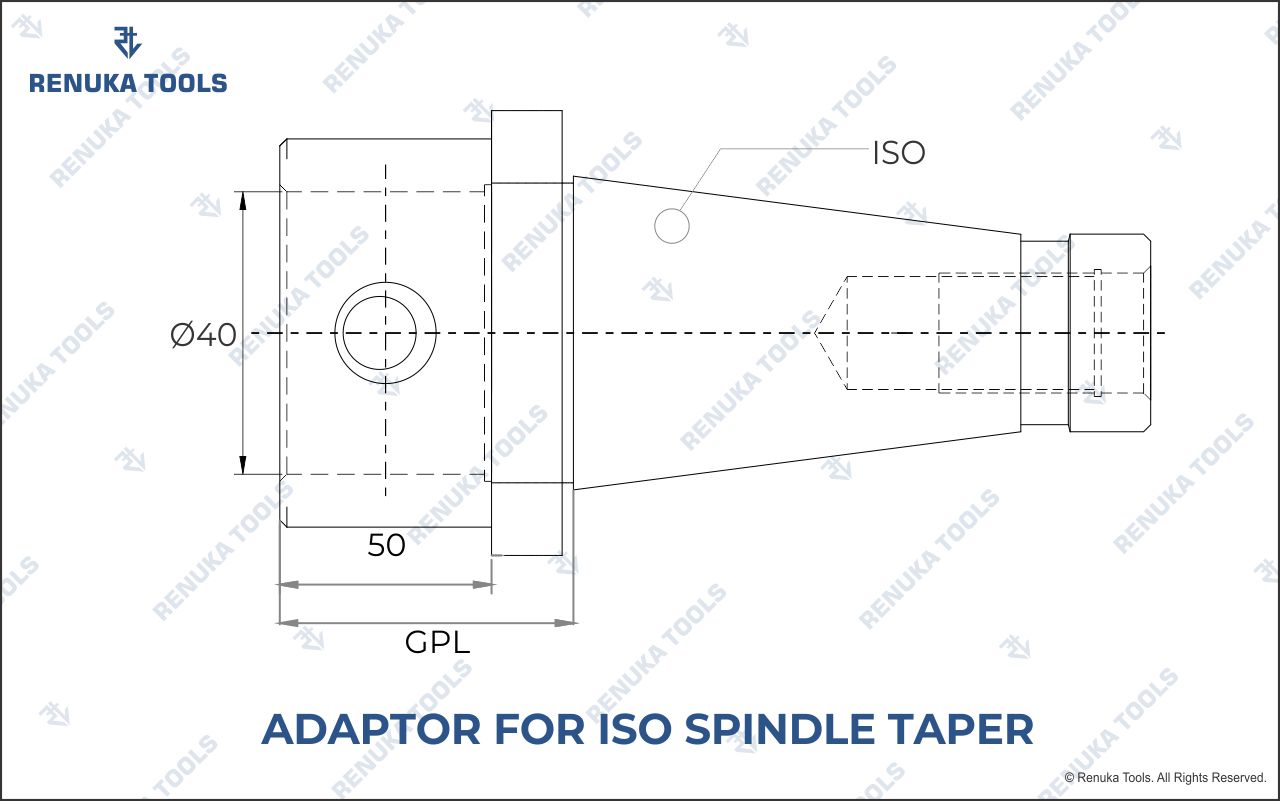 RENUKA TOOLS
ISO
Ø40
50
GPL
ADAPTOR FOR ISO SPINDLE TAPER
© Renuka Tools. All Rights Reserved.